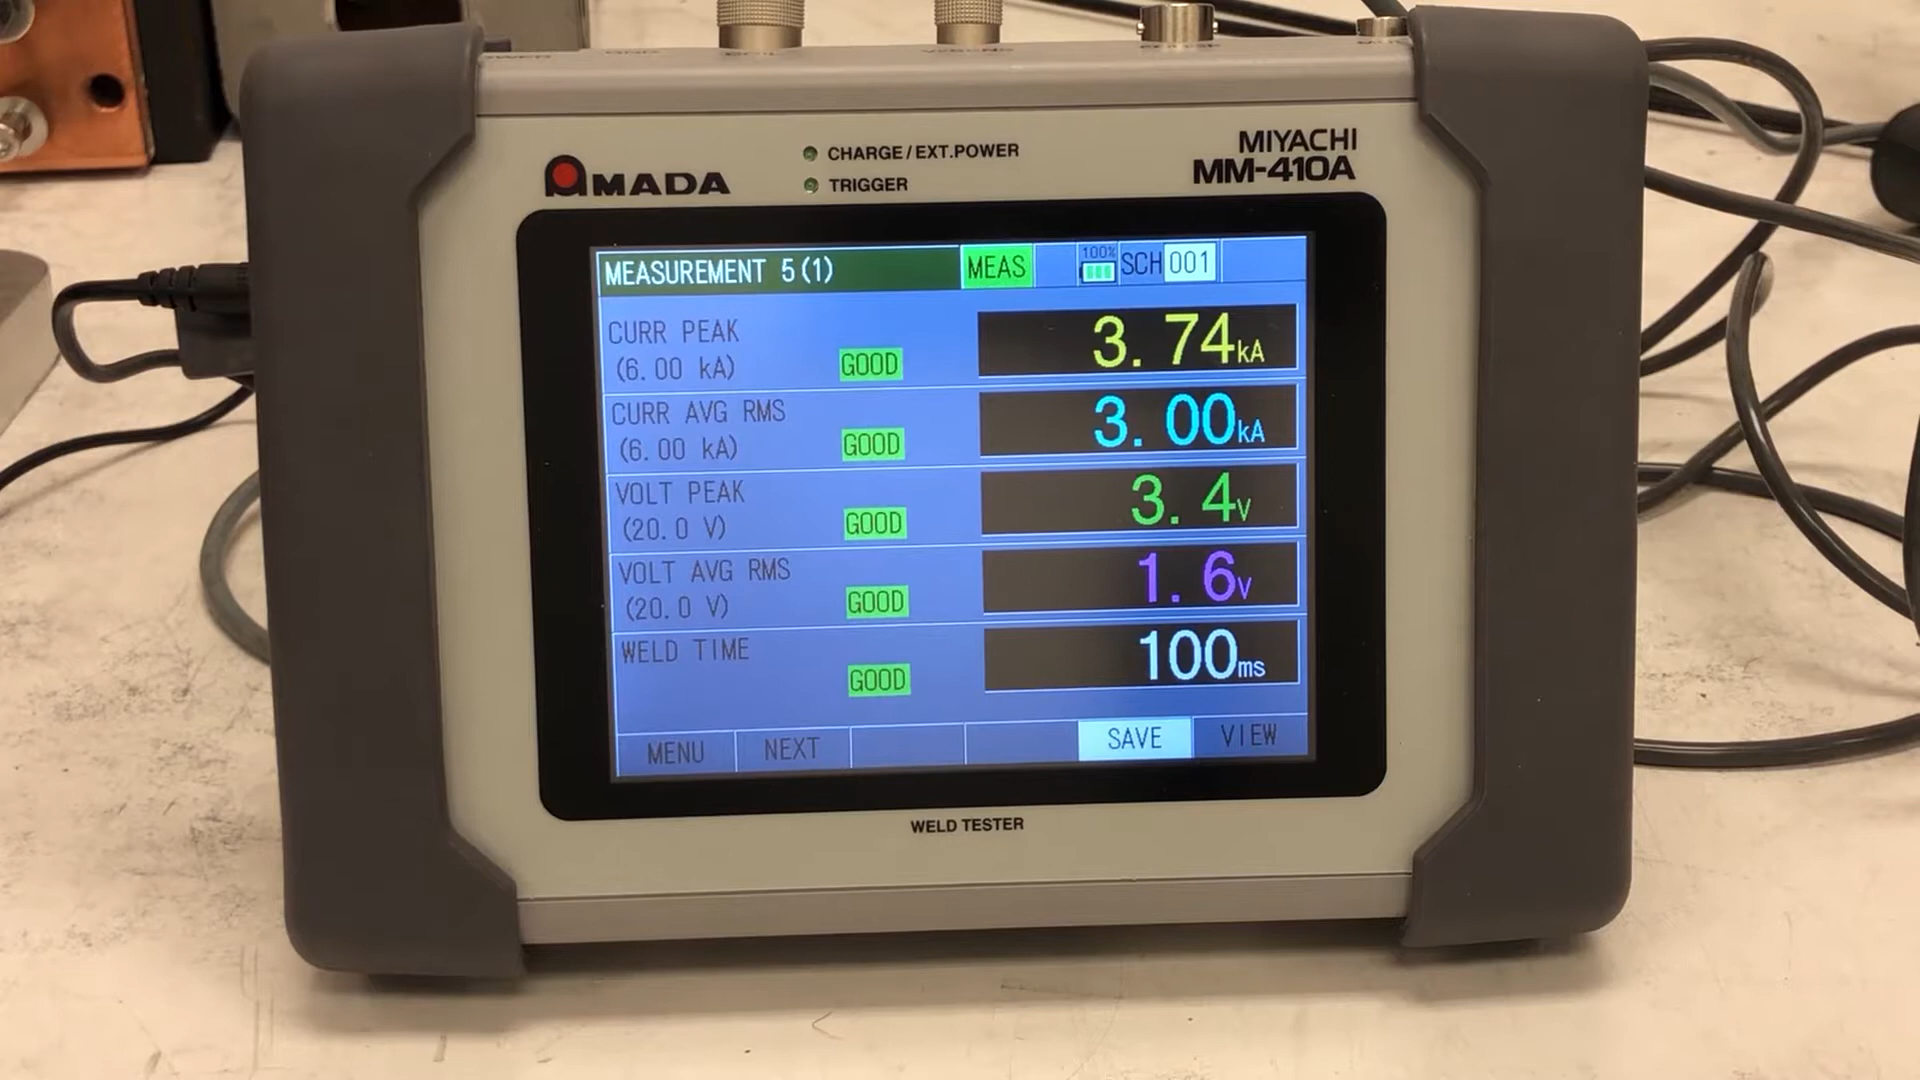 AMADA
CHARGE/EXT.POWER
TRIGGER
MIYACHI
MM-410A
MEASUREMENT 5(1) MEAS 100% SCH 001
CURR PEAK
(6.00 kA) GOOD 3.74kA
CURR AVG RMS
(6.00 kA) GOOD 3.00kA
VOLT PEAK
(20.0 V) GOOD 3.4V
VOLT AVG RMS
(20.0 V) GOOD 1.6V
WELD TIME
GOOD 100ms
MENU NEXT SAVE VIEW
WELD TESTER